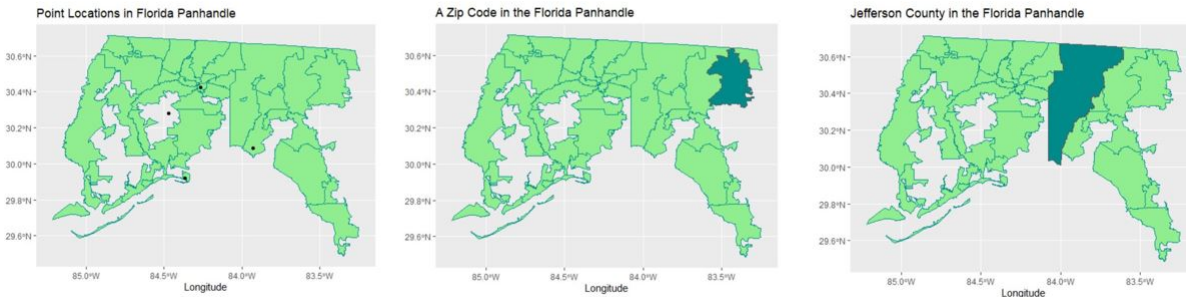 Point Locations in Florida Panhandle
30.6°N
30.4°N
30.2°N
30.0°N
29.8°N
29.6°N
85.0°W 84.5°W 84.0°W 83.5°W
Longitude
A Zip Code in the Florida Panhandle
30.6°N
30.4°N
30.2°N
30.0°N
29.8°N
29.6°N
85.0°W 84.5°W 84.0°W 83.5°W
Longitude
Jefferson County in the Florida Panhandle
30.6°N
30.4°N
30.2°N
30.0°N
29.8°N
29.6°N
85.0°W 84.5°W 84.0°W 83.5°W
Longitude